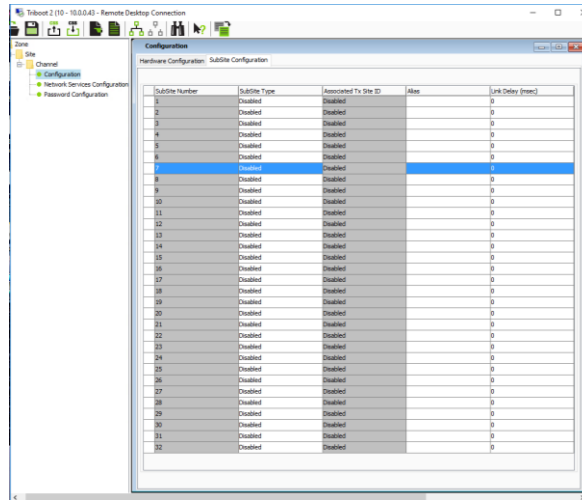 Triboot 2 (10 - 10.0.0.43 - Remote Desktop Connection
Zone
Site
Channel
Configuration
Network Services Configuration
Password Configuration
Configuration
Hardware Configuration SubSite Configuration
SubSite Number SubSite Type Associated Tx Site ID Alias Link Delay (msec)
1 Disabled Disabled 0
2 Disabled Disabled 0
3 Disabled Disabled 0
4 Disabled Disabled 0
5 Disabled Disabled 0
6 Disabled Disabled 0
7 Disabled Disabled 0
8 Disabled Disabled 0
9 Disabled Disabled 0
10 Disabled Disabled 0
11 Disabled Disabled 0
12 Disabled Disabled 0
13 Disabled Disabled 0
14 Disabled Disabled 0
15 Disabled Disabled 0
16 Disabled Disabled 0
17 Disabled Disabled 0
18 Disabled Disabled 0
19 Disabled Disabled 0
20 Disabled Disabled 0
21 Disabled Disabled 0
22 Disabled Disabled 0
23 Disabled Disabled 0
24 Disabled Disabled 0
25 Disabled Disabled 0
26 Disabled Disabled 0
27 Disabled Disabled 0
28 Disabled Disabled 0
29 Disabled Disabled 0
30 Disabled Disabled 0
31 Disabled Disabled 0
32 Disabled Disabled 0